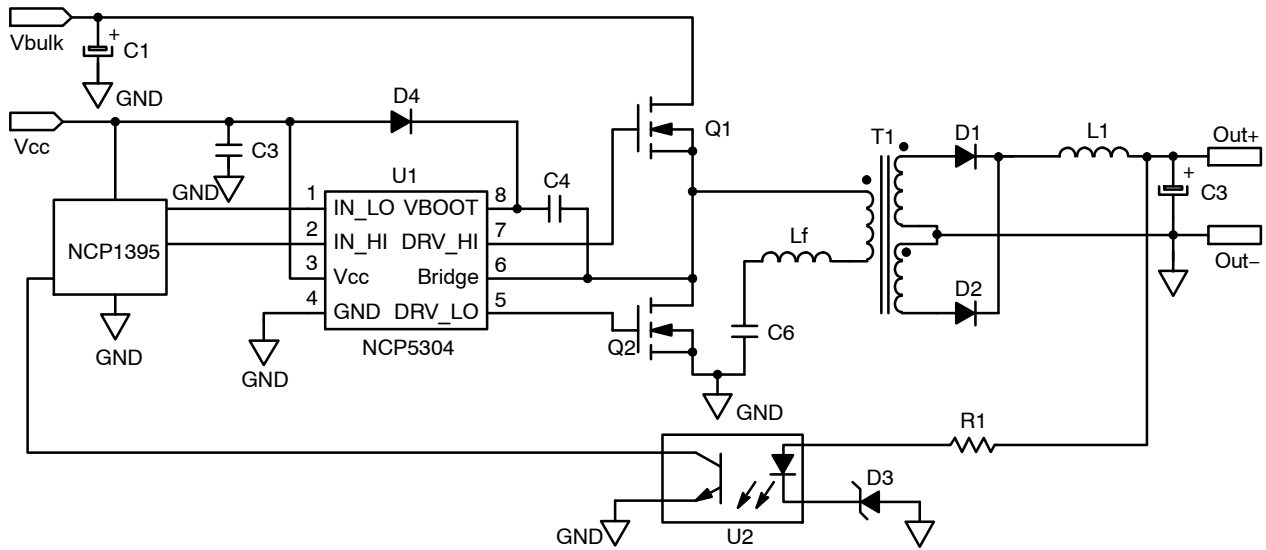 Vbulk
+
C1
GND
Vcc
D4
C3
GND
U1
C4
1
2
3
4
IN_LO VBOOT
IN_HI DRV_HI
Vcc Bridge
GND DRV_LO
8
7
6
5
NCP5304
NCP1395
GND
GND
Q1
Q2
Lf
C6
GND
T1
D1
D2
L1
Out+
+
C3
Out−
R1
D3
U2
GND